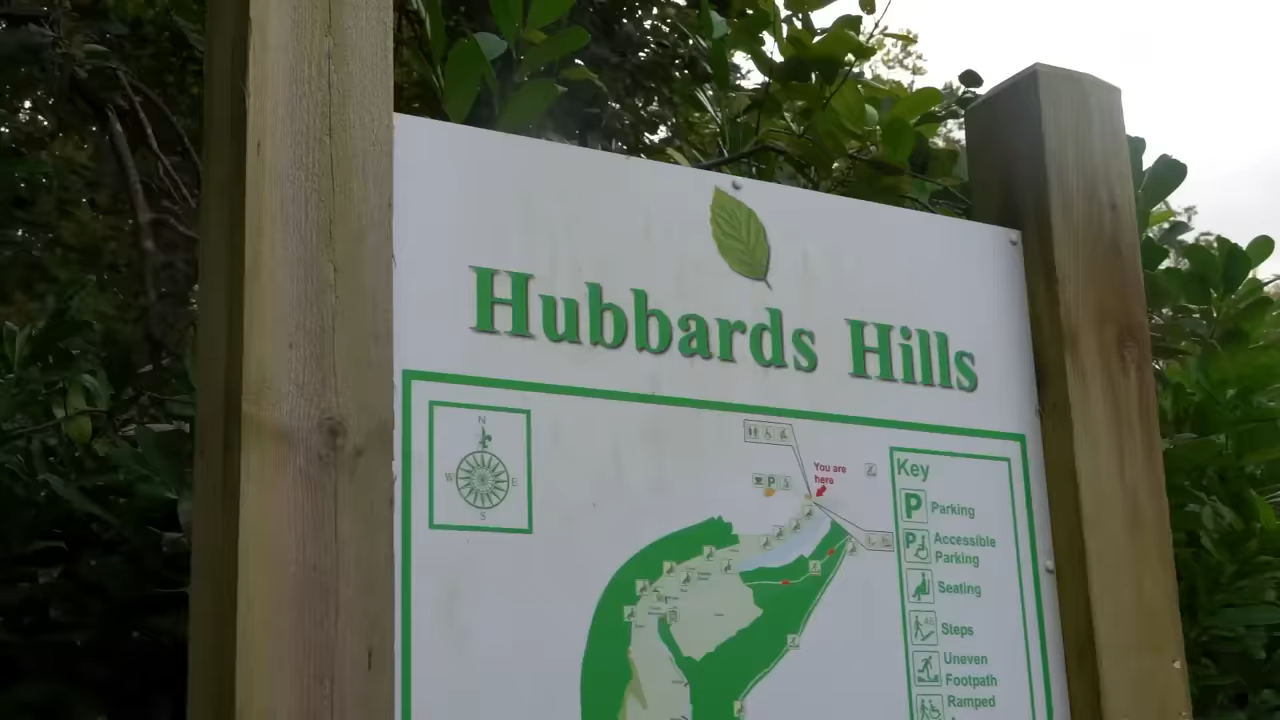 Hubbards Hills
N
W
E
S
You are
here
P
Key
P
Parking
P
Accessible
Parking
Seating
Steps
Uneven
Footpath
Ramped